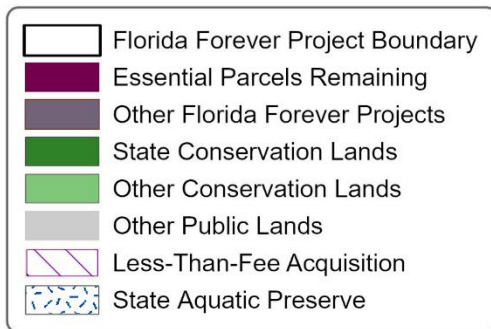 Florida Forever Project Boundary
Essential Parcels Remaining
Other Florida Forever Projects
State Conservation Lands
Other Conservation Lands
Other Public Lands
Less-Than-Fee Acquisition
State Aquatic Preserve